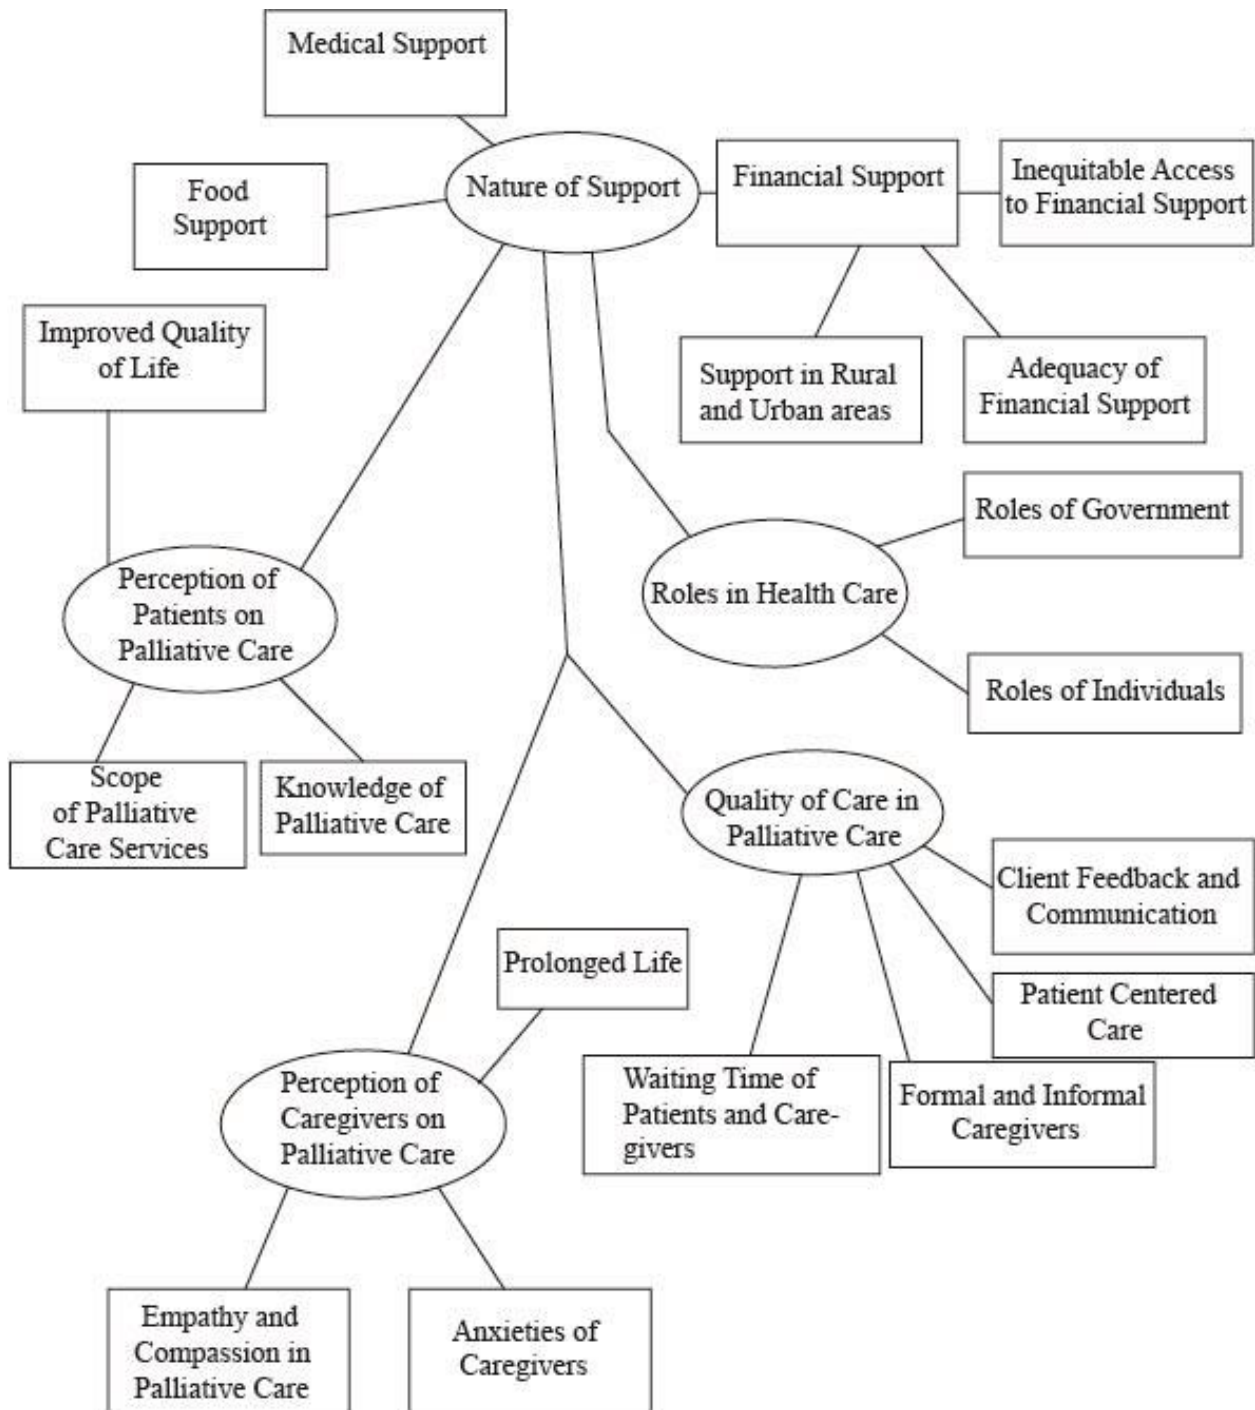 Medical Support
Nature of Support
Financial Support
Inequitable Access
to Financial Support
Food
Support
Improved Quality
of Life
Support in Rural
and Urban areas
Adequacy of
Financial Support
Roles of Government
Perception of
Patients on
Palliative Care
Roles in Health Care
Roles of Individuals
Scope
of Palliative
Care Services
Knowledge of
Palliative Care
Quality of Care in
Palliative Care
Client Feedback and
Communication
Prolonged Life
Patient Centered
Care
Perception of
Caregivers on
Palliative Care
Waiting Time of
Patients and Care-
givers
Formal and Informal
Caregivers
Empathy and
Compassion in
Palliative Care
Anxieties of
Caregivers